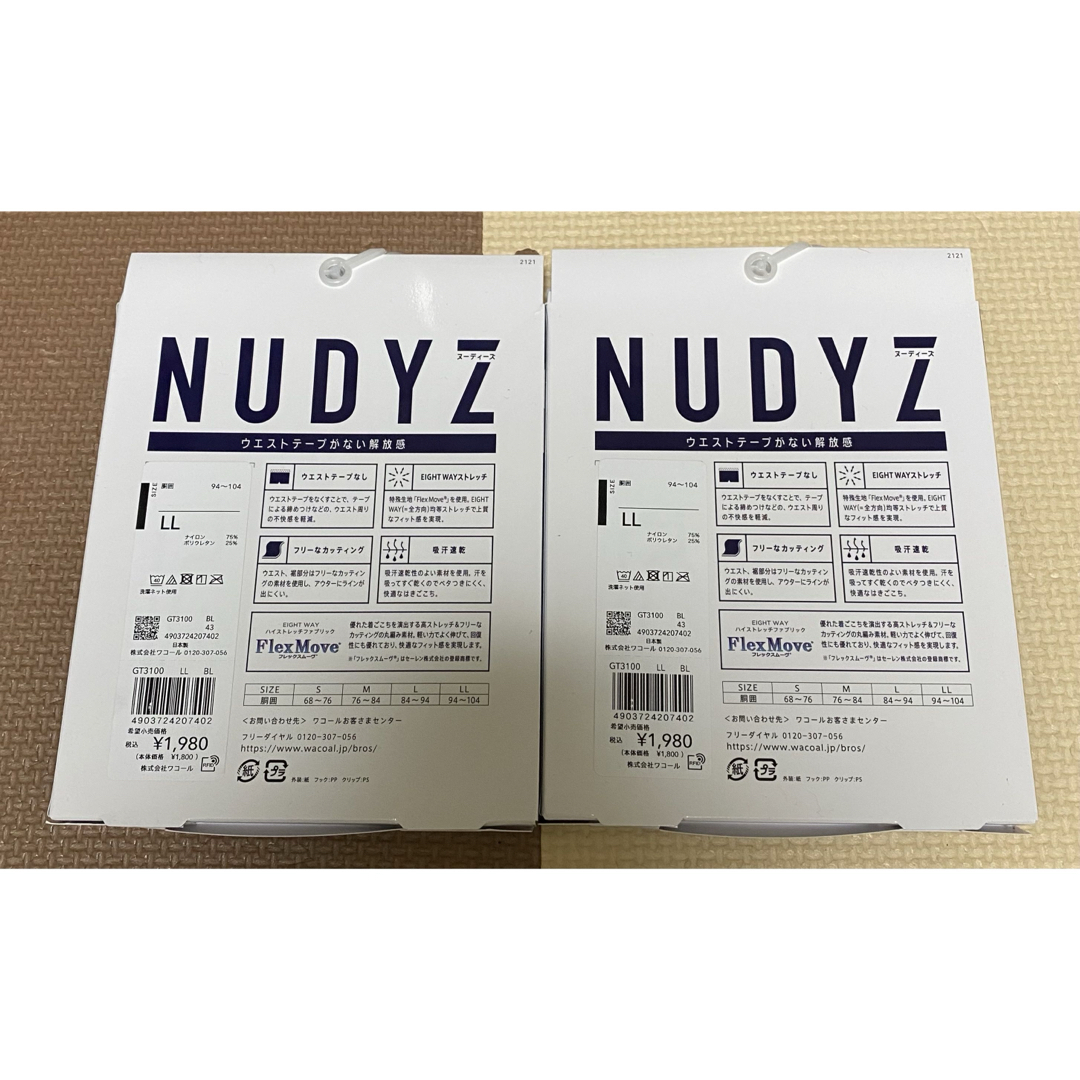 2121
NUDYZ
ヌーディーズ
ウエストテープがない解放感
SIZE
胴囲 94〜104
LL
ナイロン 75%
ポリウレタン 25%
40
洗濯ネット使用
GT3100 BL
43
4903724207402
日本製
株式会社ワコール 0120-307-056
GT3100 LL BL
4903724207402
希望小売価格
税込 ¥1,980
(本体価格 ¥1,800)
株式会社ワコール
RFID
ウエストテープなし
ウエストテープをなくすことで、テープ
による締めつけなどの、ウエスト周り
の不快感を軽減。
EIGHT WAYストレッチ
特殊生地「Flex Move®」を使用。EIGHT
WAY(=全方向)均等ストレッチで上質
なフィット感を実現。
フリーなカッティング
ウエスト、裾部分はフリーなカッティン
グの素材を使用し、アウターにラインが
出にくい。
吸汗速乾
吸汗速乾性のよい素材を使用。汗を
吸ってすぐ乾くのでベタつきにくく、
快適なはきごこち。
EIGHT WAY
ハイストレッチファブリック
FlexMove®
フレックスムーヴ®
優れた着ごこちを演出する高ストレッチ&フリーな
カッティングの丸編み素材。軽い力でよく伸びて、回復
性にも優れており、快適なフィット感を実現します。
※「フレックスムーヴ®」はセーレン株式会社の登録商標です。
SIZE S M L LL
胴囲 68〜76 76〜84 84〜94 94〜104
<お問い合わせ先> ワコールお客さまセンター
フリーダイヤル 0120-307-056
https://www.wacoal.jp/bros/
紙 プラ 外装:紙 フック:PP クリップ:PS
2121
NUDYZ
ヌーディーズ
ウエストテープがない解放感
SIZE
胴囲 94〜104
LL
ナイロン 75%
ポリウレタン 25%
40
洗濯ネット使用
GT3100 BL
43
4903724207402
日本製
株式会社ワコール 0120-307-056
GT3100 LL BL
4903724207402
希望小売価格
税込 ¥1,980
(本体価格 ¥1,800)
株式会社ワコール
RFID
ウエストテープなし
ウエストテープをなくすことで、テープ
による締めつけなどの、ウエスト周り
の不快感を軽減。
EIGHT WAYストレッチ
特殊生地「Flex Move®」を使用。EIGHT
WAY(=全方向)均等ストレッチで上質
なフィット感を実現。
フリーなカッティング
ウエスト、裾部分はフリーなカッティン
グの素材を使用し、アウターにラインが
出にくい。
吸汗速乾
吸汗速乾性のよい素材を使用。汗を
吸ってすぐ乾くのでベタつきにくく、
快適なはきごこち。
EIGHT WAY
ハイストレッチファブリック
FlexMove®
フレックスムーヴ®
優れた着ごこちを演出する高ストレッチ&フリーな
カッティングの丸編み素材。軽い力でよく伸びて、回復
性にも優れており、快適なフィット感を実現します。
※「フレックスムーヴ®」はセーレン株式会社の登録商標です。
SIZE S M L LL
胴囲 68〜76 76〜84 84〜94 94〜104
<お問い合わせ先> ワコールお客さまセンター
フリーダイヤル 0120-307-056
https://www.wacoal.jp/bros/
紙 プラ 外装:紙 フック:PP クリップ:PS